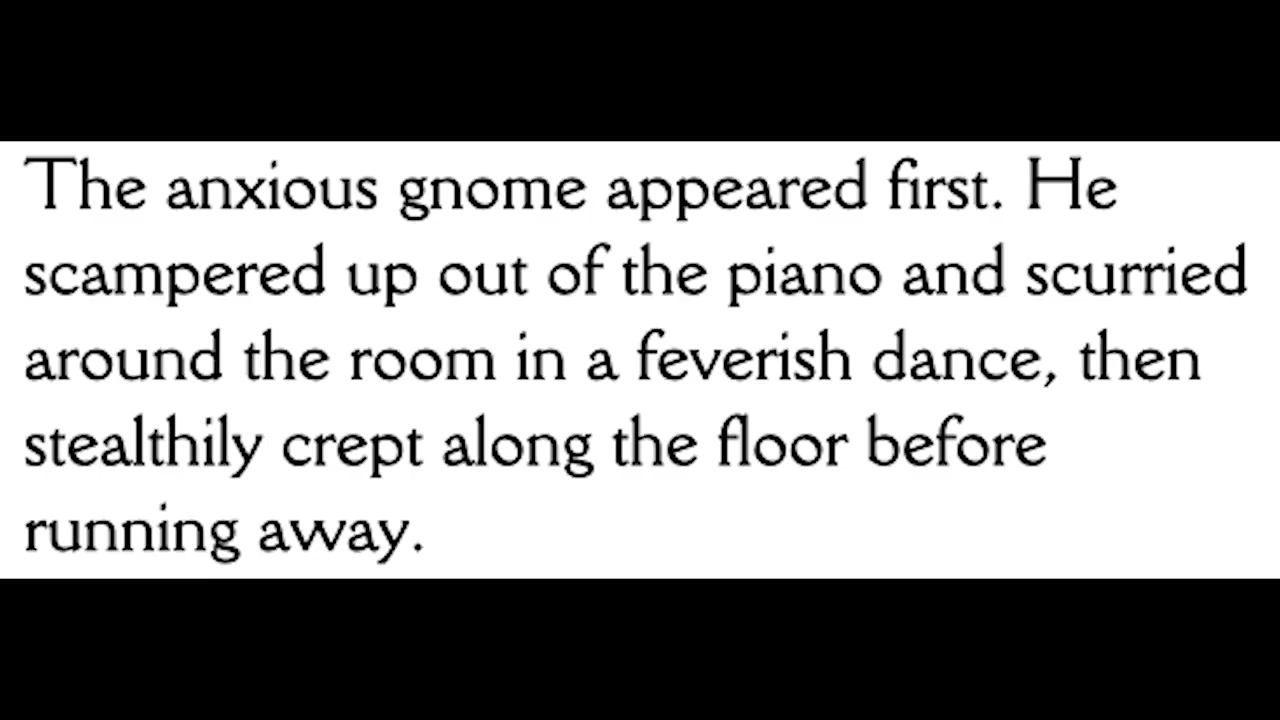 The anxious gnome appeared first. He
scampered up out of the piano and scurried
around the room in a feverish dance, then
stealthily crept along the floor before
running away.